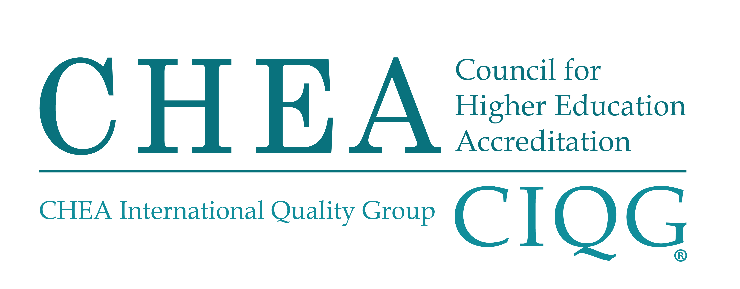 CHEA
Council for
Higher Education
Accreditation
CHEA International Quality Group
CIQG®